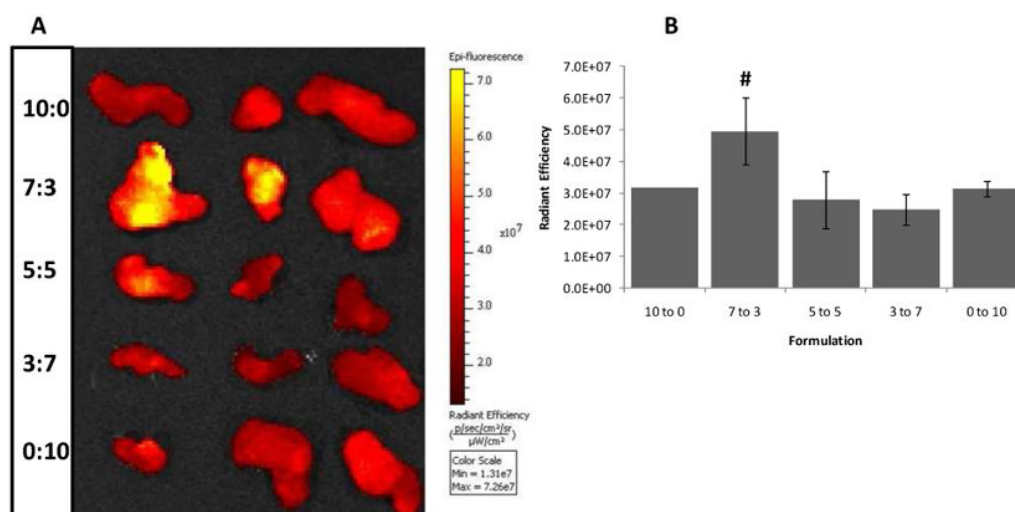 A
10:0
7:3
5:5
3:7
0:10
Epi-fluorescence
7.0
6.0
5.0
x10⁷
4.0
3.0
2.0
Radiant Efficiency
(p/sec/cm²/sr / µW/cm²)
Color Scale
Min = 1.31e7
Max = 7.26e7
B
7.0E+07
6.0E+07
5.0E+07
4.0E+07
3.0E+07
2.0E+07
1.0E+07
0.0E+00
Radiant Efficiency
#
10 to 0 7 to 3 5 to 5 3 to 7 0 to 10
Formulation